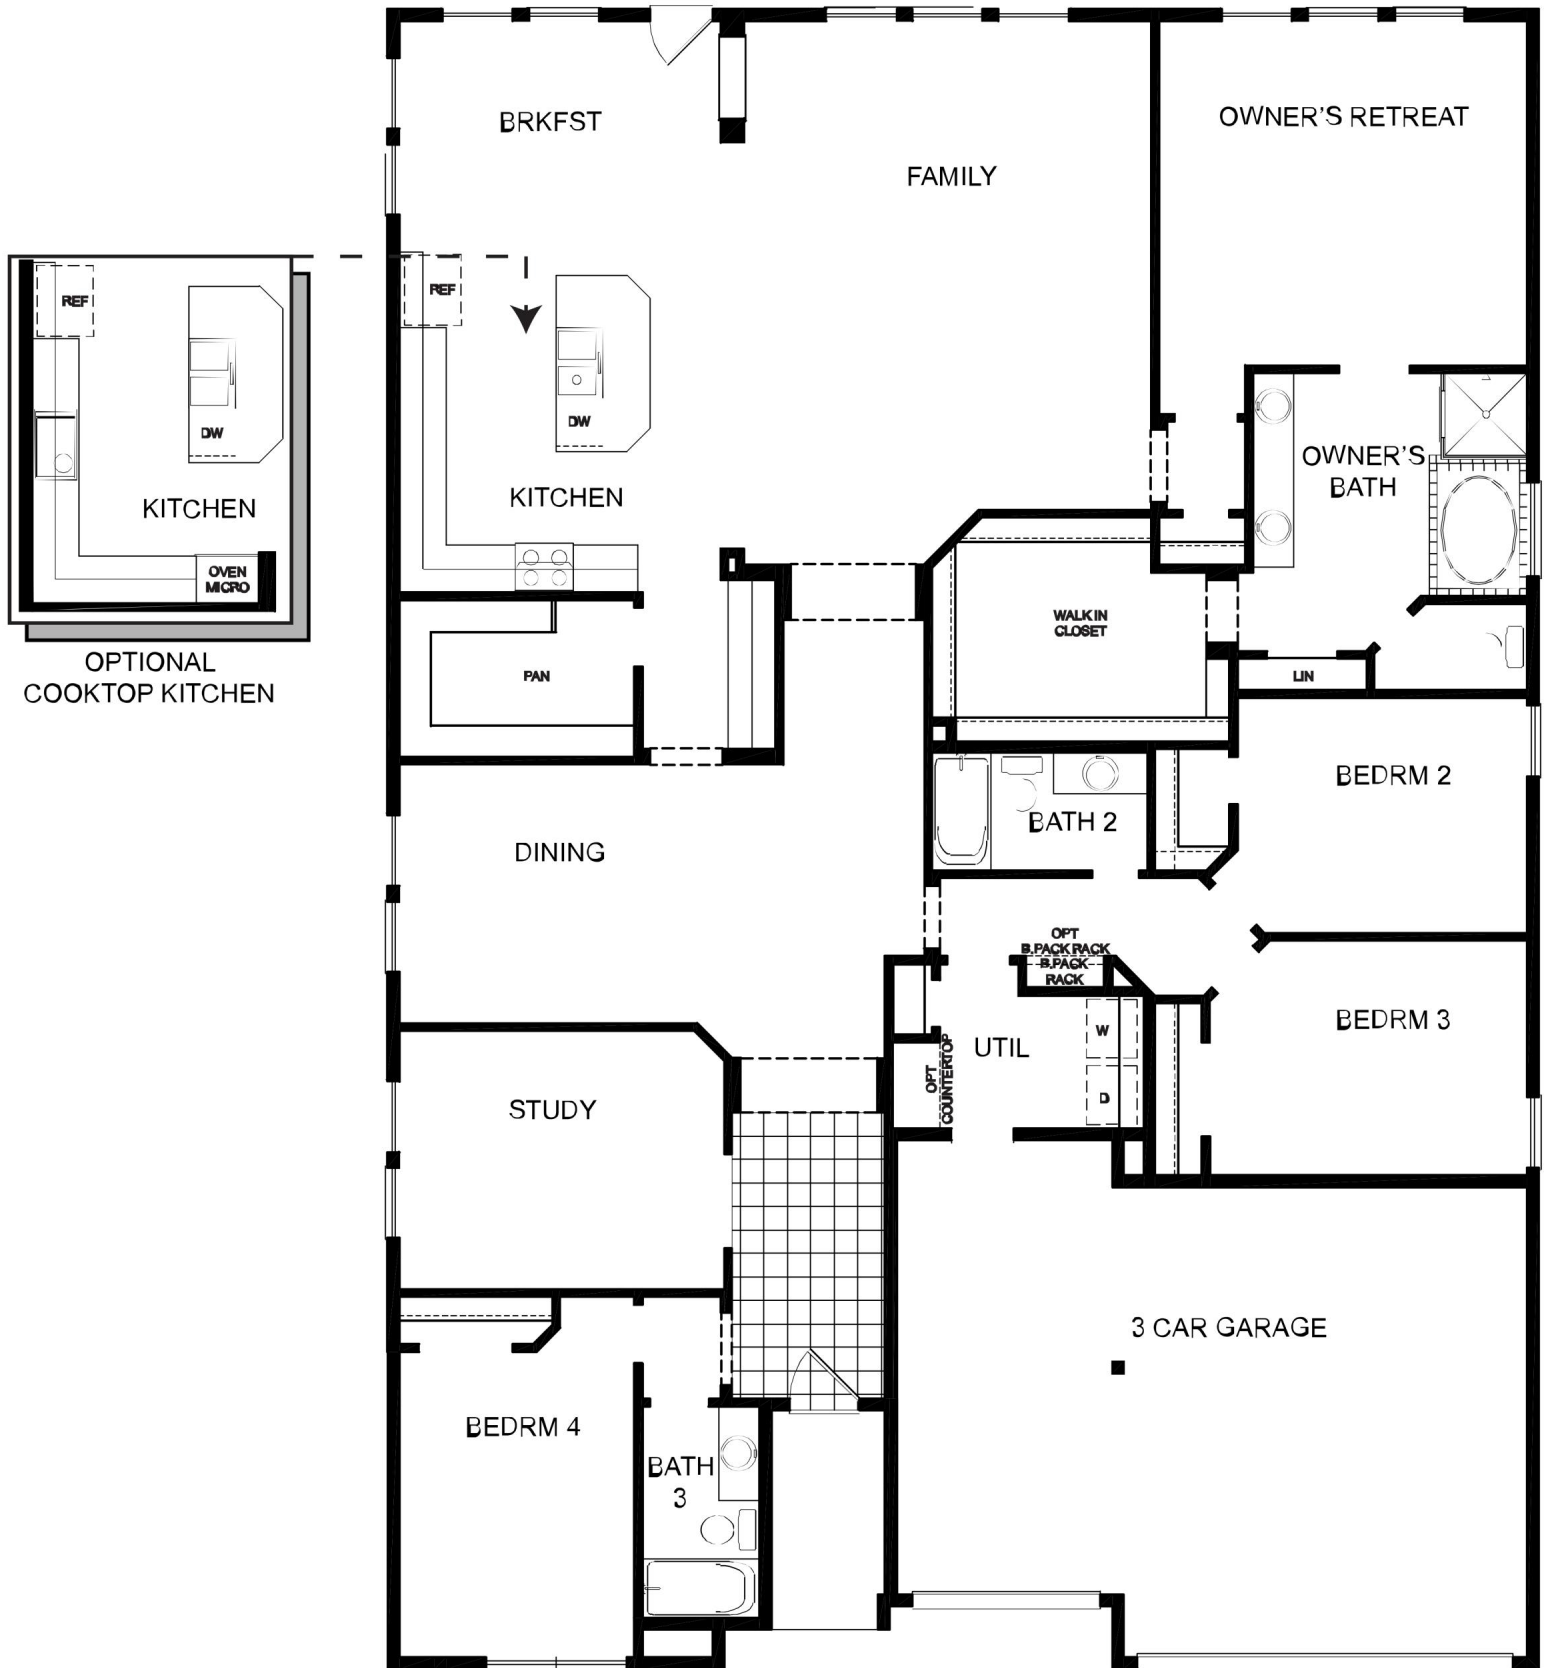 BRKFST
OWNER'S RETREAT
FAMILY
REF
REF
DW
DW
OWNER'S
BATH
KITCHEN
KITCHEN
OVEN
MICRO
WALK IN
CLOSET
OPTIONAL
COOKTOP KITCHEN
PAN
LIN
BEDRM 2
BATH 2
DINING
OPT
B.PACK RACK
B.PACK
RACK
BEDRM 3
W
UTIL
OPT
COUNTERTOP
D
STUDY
3 CAR GARAGE
BEDRM 4
BATH
3